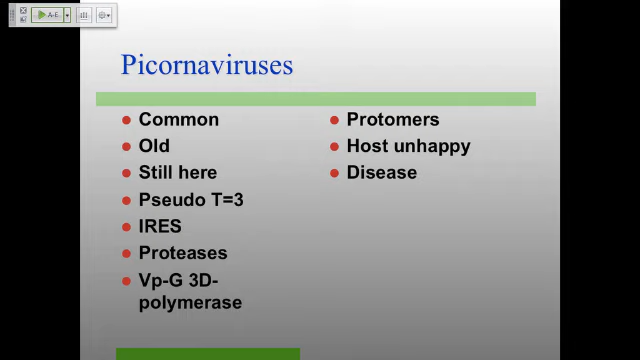 A-E
Picornaviruses
Common
Old
Still here
Pseudo T=3
IRES
Proteases
Vp-G 3D-
polymerase
Protomers
Host unhappy
Disease